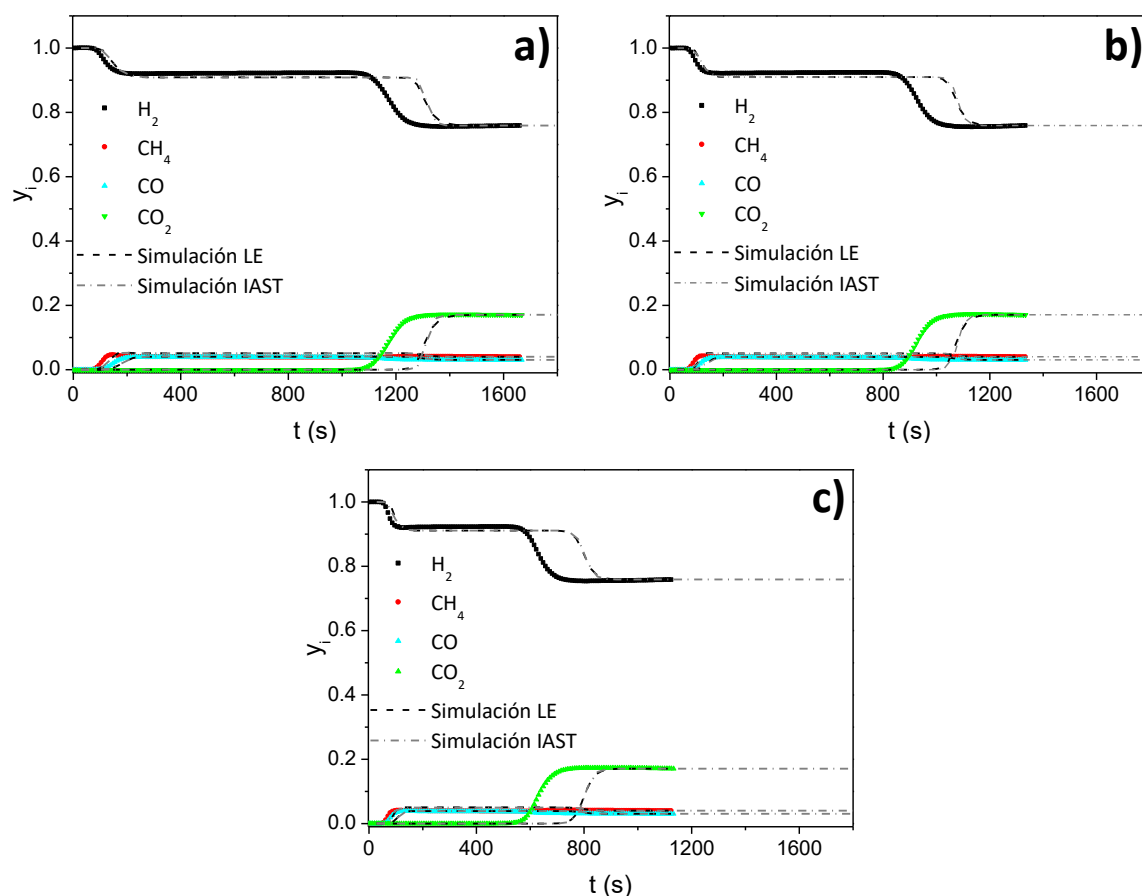 a)
1.0
0.8
0.6
0.4
0.2
0.0
y_i
H_2
CH_4
CO
CO_2
Simulación LE
Simulación IAST
0 400 800 1200 1600
t (s)
b)
1.0
0.8
0.6
0.4
0.2
0.0
y_i
H_2
CH_4
CO
CO_2
Simulación LE
Simulación IAST
0 400 800 1200 1600
t (s)
c)
1.0
0.8
0.6
0.4
0.2
0.0
y_i
H_2
CH_4
CO
CO_2
Simulación LE
Simulación IAST
0 400 800 1200 1600
t (s)